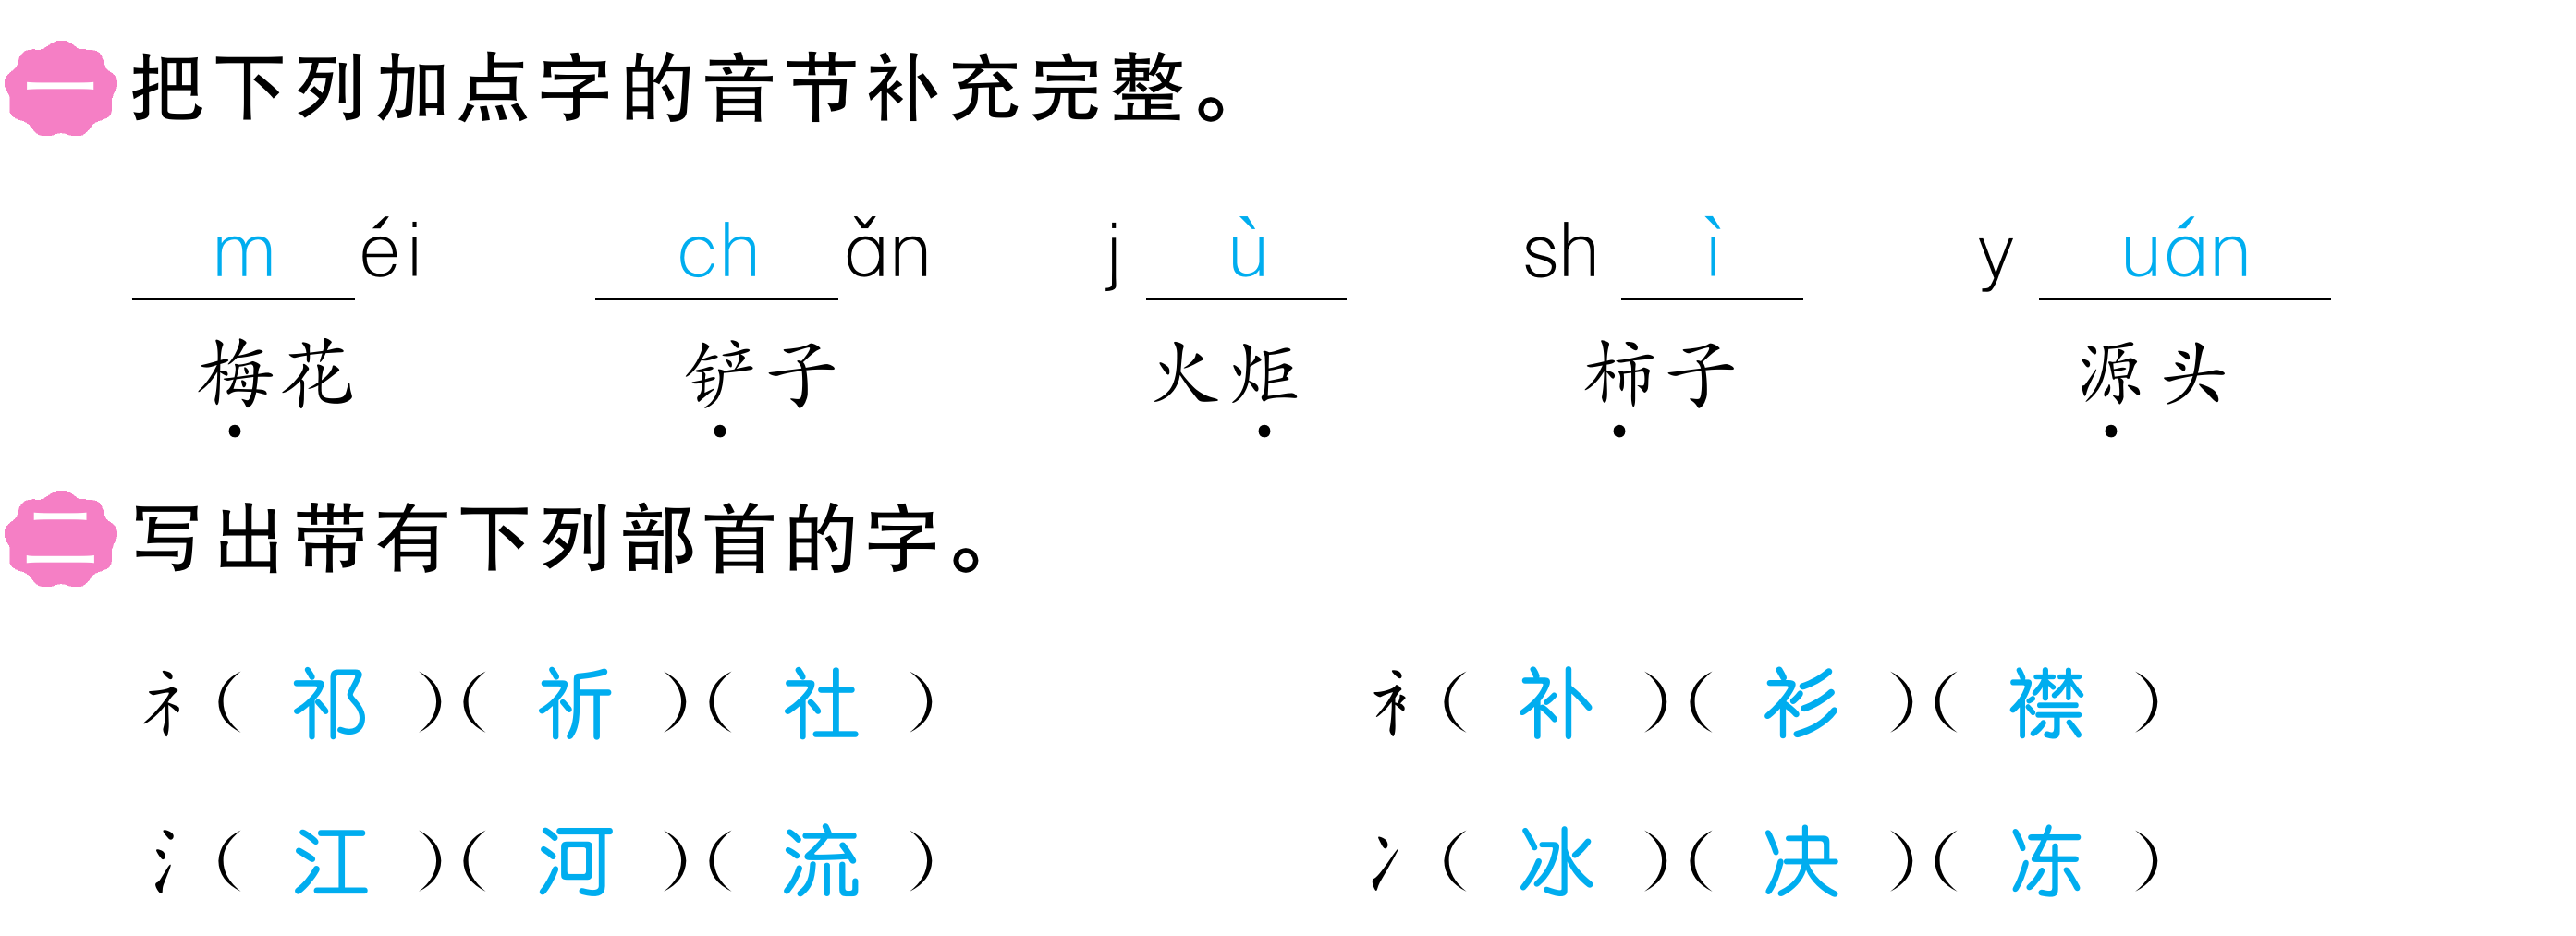 一 把下列加点字的音节补充完整。
m éi ch ǎn j ù sh ì y uán
梅花 铲子 火炬 柿子 源头
二 写出带有下列部首的字。
礻（ 祁 ）（ 祈 ）（ 社 ） 衤（ 补 ）（ 衫 ）（ 襟 ）
氵（ 江 ）（ 河 ）（ 流 ） 冫（ 冰 ）（ 决 ）（ 冻 ）